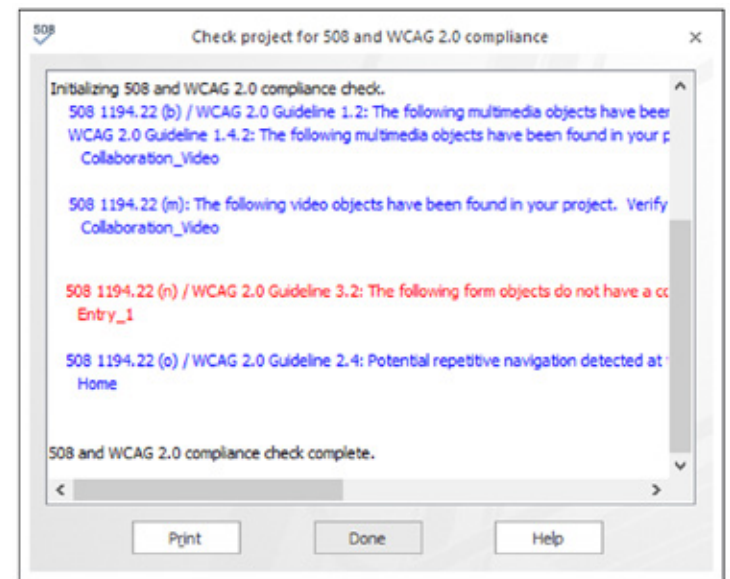 508
Check project for 508 and WCAG 2.0 compliance
Initializing 508 and WCAG 2.0 compliance check.
508 1194.22 (b) / WCAG 2.0 Guideline 1.2: The following multimedia objects have been
WCAG 2.0 Guideline 1.4.2: The following multimedia objects have been found in your
Collaboration_Video
508 1194.22 (m): The following video objects have been found in your project. Verify
Collaboration_Video
508 1194.22 (n) / WCAG 2.0 Guideline 3.2: The following form objects do not have a
Entry_1
508 1194.22 (o) / WCAG 2.0 Guideline 2.4: Potential repetitive navigation detected at
Home
508 and WCAG 2.0 compliance check complete.
Print Done Help